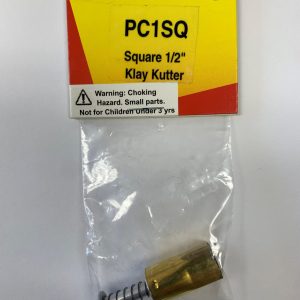 PC1SQ
Square 1/2"
Klay Kutter
Warning: Choking
Hazard. Small parts.
Not for Children Under 3 yrs